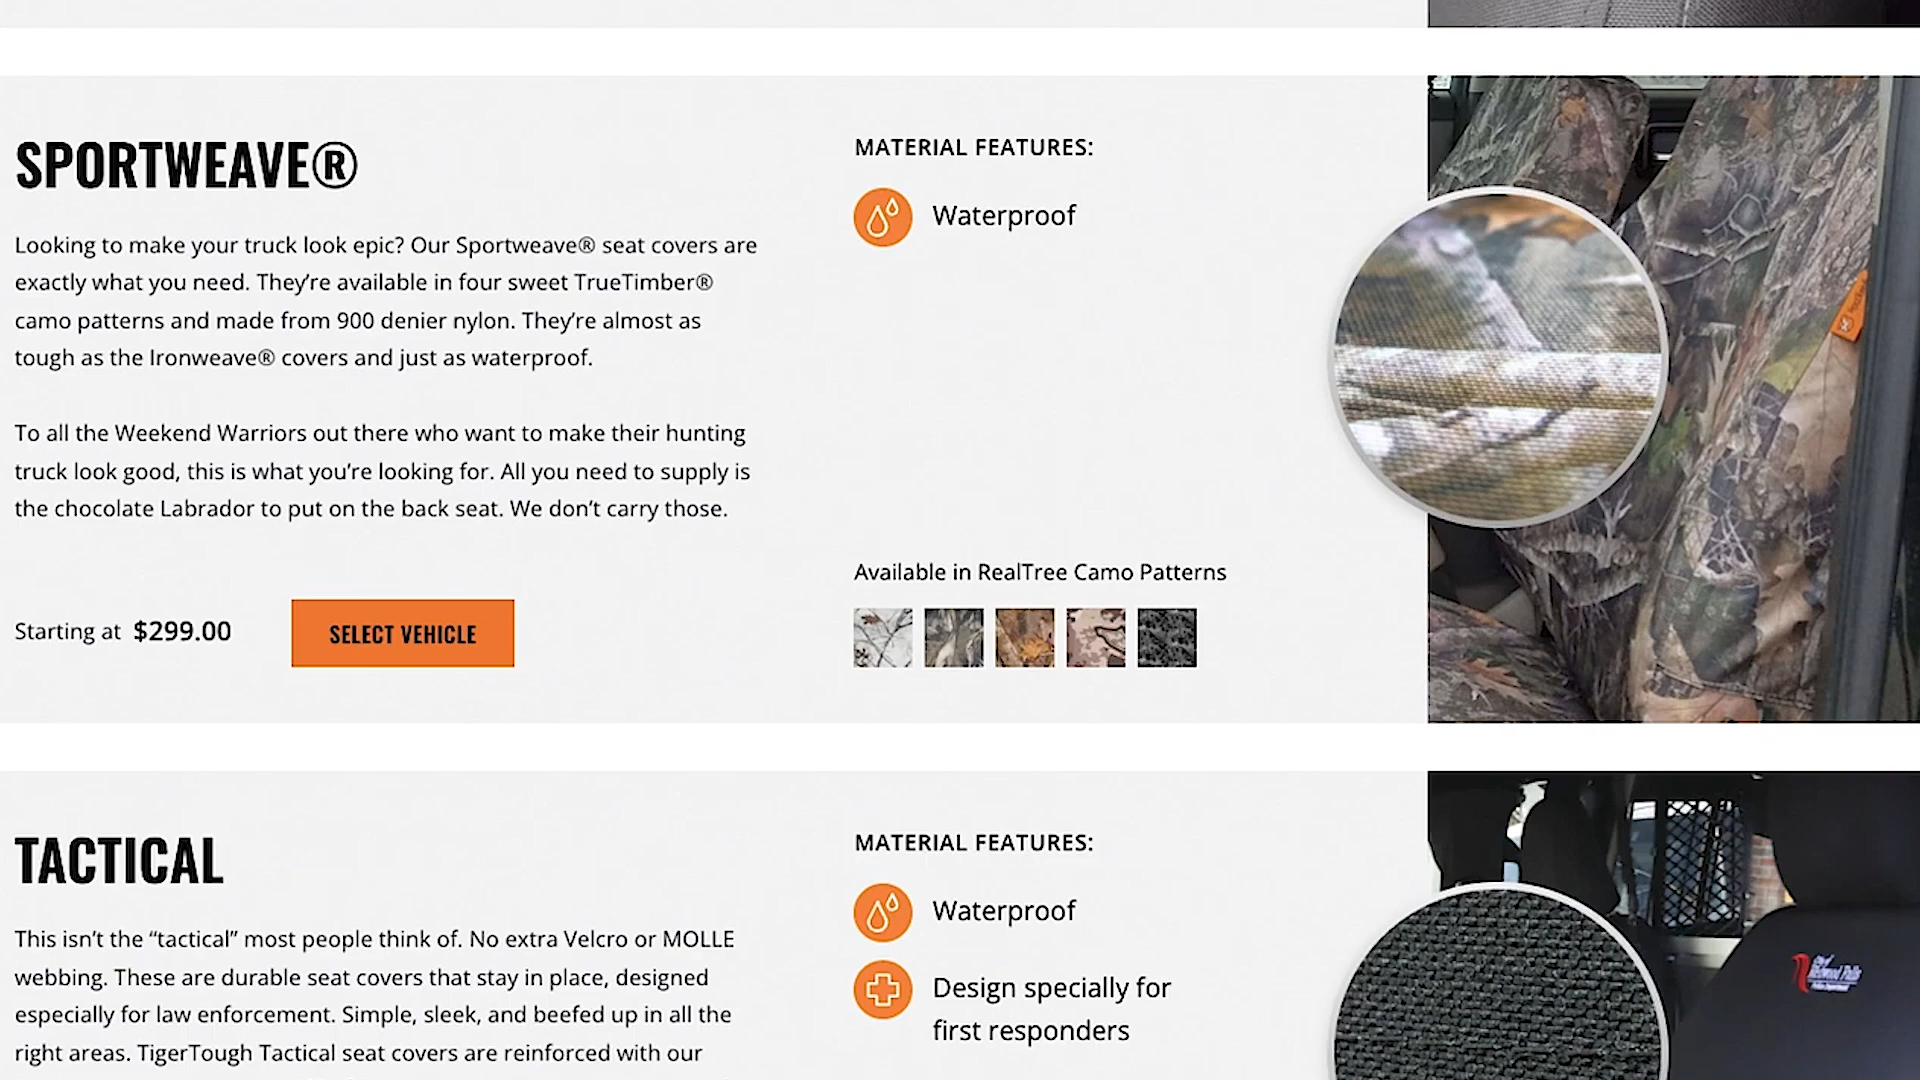 SPORTWEAVE®
Looking to make your truck look epic? Our Sportweave® seat covers are
exactly what you need. They’re available in four sweet TrueTimber®
camo patterns and made from 900 denier nylon. They’re almost as
tough as the Ironweave® covers and just as waterproof.
To all the Weekend Warriors out there who want to make their hunting
truck look good, this is what you’re looking for. All you need to supply is
the chocolate Labrador to put on the back seat. We don’t carry those.
Starting at $299.00
SELECT VEHICLE
MATERIAL FEATURES:
Waterproof
Available in RealTree Camo Patterns
TACTICAL
This isn’t the “tactical” most people think of. No extra Velcro or MOLLE
webbing. These are durable seat covers that stay in place, designed
especially for law enforcement. Simple, sleek, and beefed up in all the
right areas. TigerTough Tactical seat covers are reinforced with our
MATERIAL FEATURES:
Waterproof
Design specially for
first responders